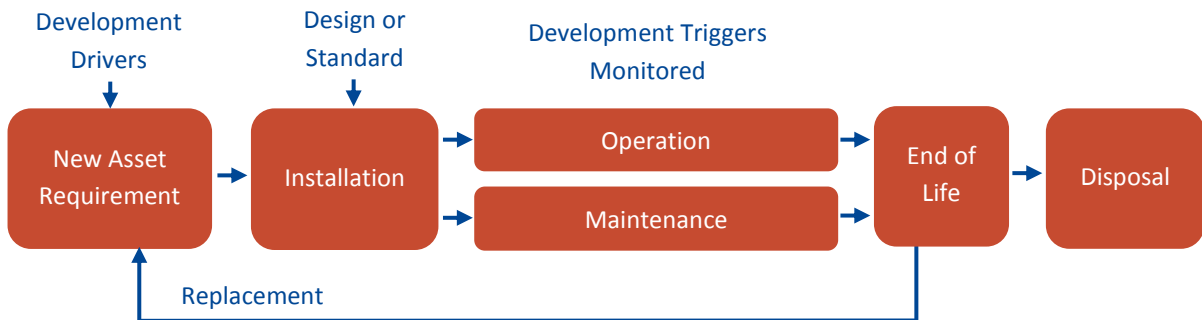 Development
Drivers
Design or
Standard
Development Triggers
Monitored
New Asset
Requirement
Installation
Operation
Maintenance
End of
Life
Disposal
Replacement